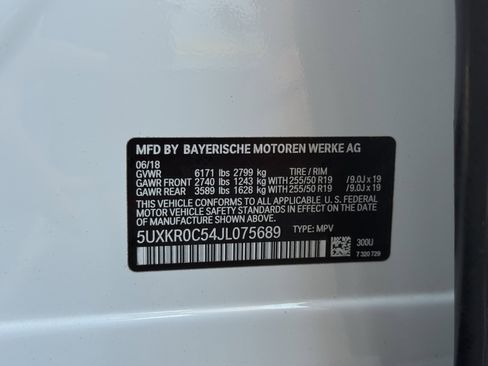 MFD BY BAYERISCHE MOTOREN WERKE AG
06/18
GVWR 6171 lbs 2799 kg TIRE / RIM
GAWR FRONT 2740 lbs 1243 kg WITH 255/50 R19 /9.0J x 19
GAWR REAR 3589 lbs 1628 kg WITH 255/50 R19 /9.0J x 19
THIS VEHICLE CONFORMS TO ALL APPLICABLE U. S. FEDERAL
MOTOR VEHICLE SAFETY STANDARDS IN EFFECT ON THE DATE
OF MANUFACTURE SHOWN ABOVE.
5UXKR0C54JL075689 TYPE: MPV
300U
7 320 729